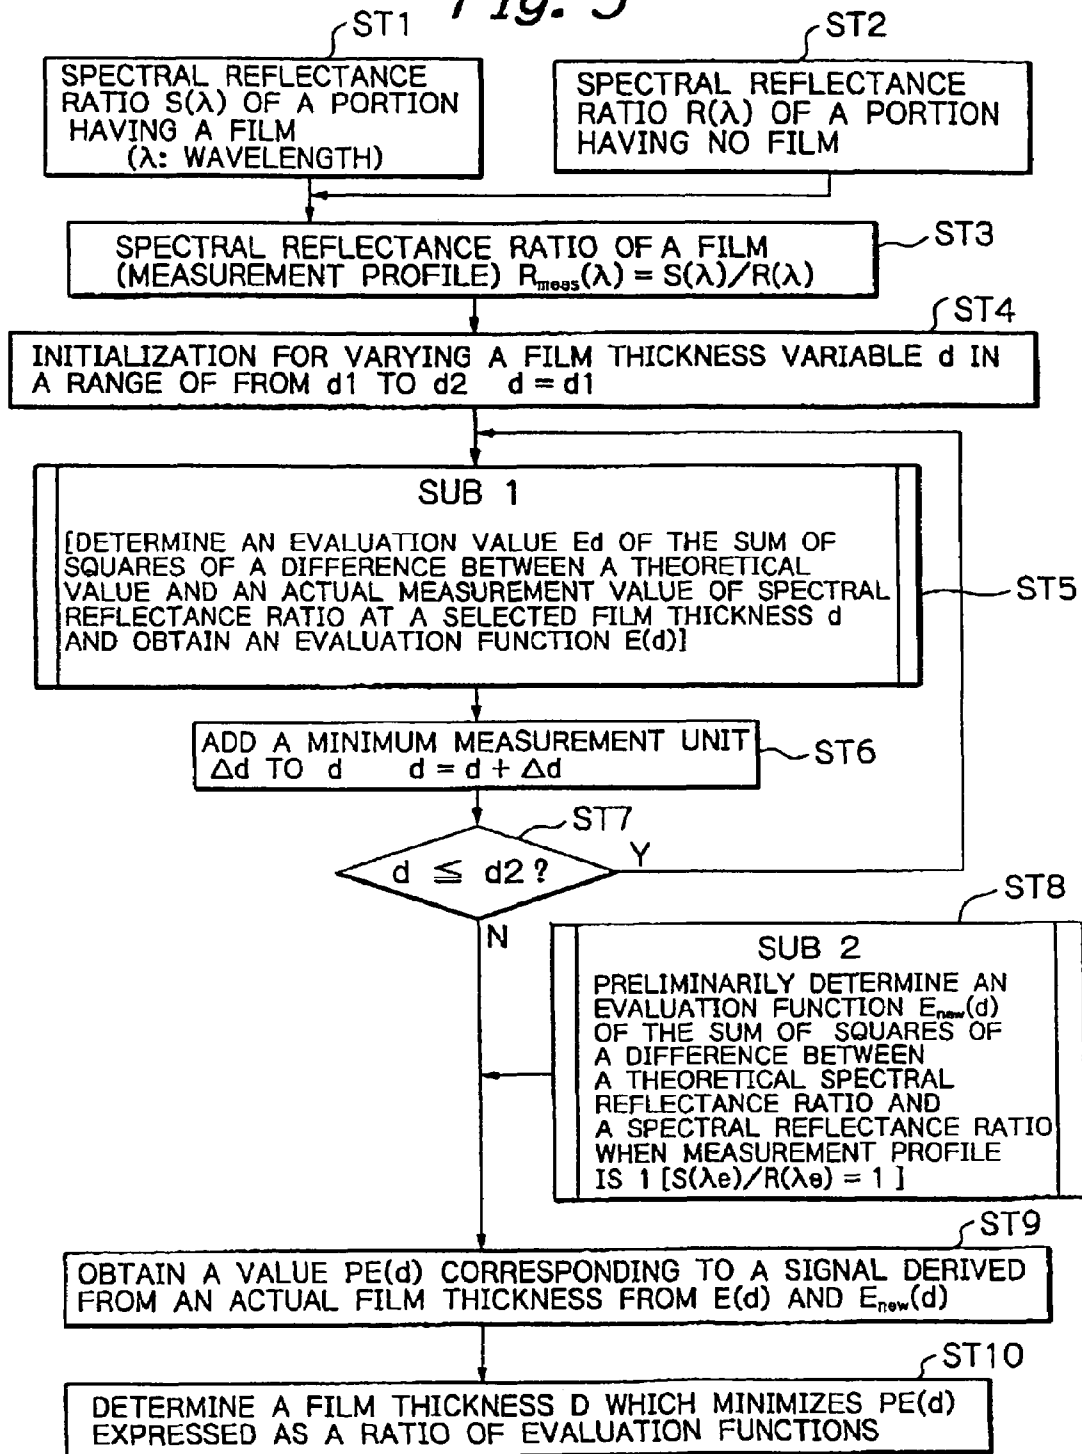 Fig. 5
ST1
SPECTRAL REFLECTANCE
RATIO S(λ) OF A PORTION
HAVING A FILM
(λ: WAVELENGTH)
ST2
SPECTRAL REFLECTANCE
RATIO R(λ) OF A PORTION
HAVING NO FILM
ST3
SPECTRAL REFLECTANCE RATIO OF A FILM
(MEASUREMENT PROFILE) Rmeas(λ) = S(λ)/R(λ)
ST4
INITIALIZATION FOR VARYING A FILM THICKNESS VARIABLE d IN
A RANGE OF FROM d1 TO d2 d = d1
SUB 1
[DETERMINE AN EVALUATION VALUE Ed OF THE SUM OF
SQUARES OF A DIFFERENCE BETWEEN A THEORETICAL
VALUE AND AN ACTUAL MEASUREMENT VALUE OF SPECTRAL
REFLECTANCE RATIO AT A SELECTED FILM THICKNESS d
AND OBTAIN AN EVALUATION FUNCTION E(d)]
ST5
ADD A MINIMUM MEASUREMENT UNIT
Δd TO d d = d + Δd
ST6
ST7
d ≦ d2 ?
Y
N
ST8
SUB 2
PRELIMINARILY DETERMINE AN
EVALUATION FUNCTION Enew(d)
OF THE SUM OF SQUARES OF
A DIFFERENCE BETWEEN
A THEORETICAL SPECTRAL
REFLECTANCE RATIO AND
A SPECTRAL REFLECTANCE RATIO
WHEN MEASUREMENT PROFILE
IS 1 [S(λe)/R(λe) = 1 ]
ST9
OBTAIN A VALUE PE(d) CORRESPONDING TO A SIGNAL DERIVED
FROM AN ACTUAL FILM THICKNESS FROM E(d) AND Enew(d)
ST10
DETERMINE A FILM THICKNESS D WHICH MINIMIZES PE(d)
EXPRESSED AS A RATIO OF EVALUATION FUNCTIONS